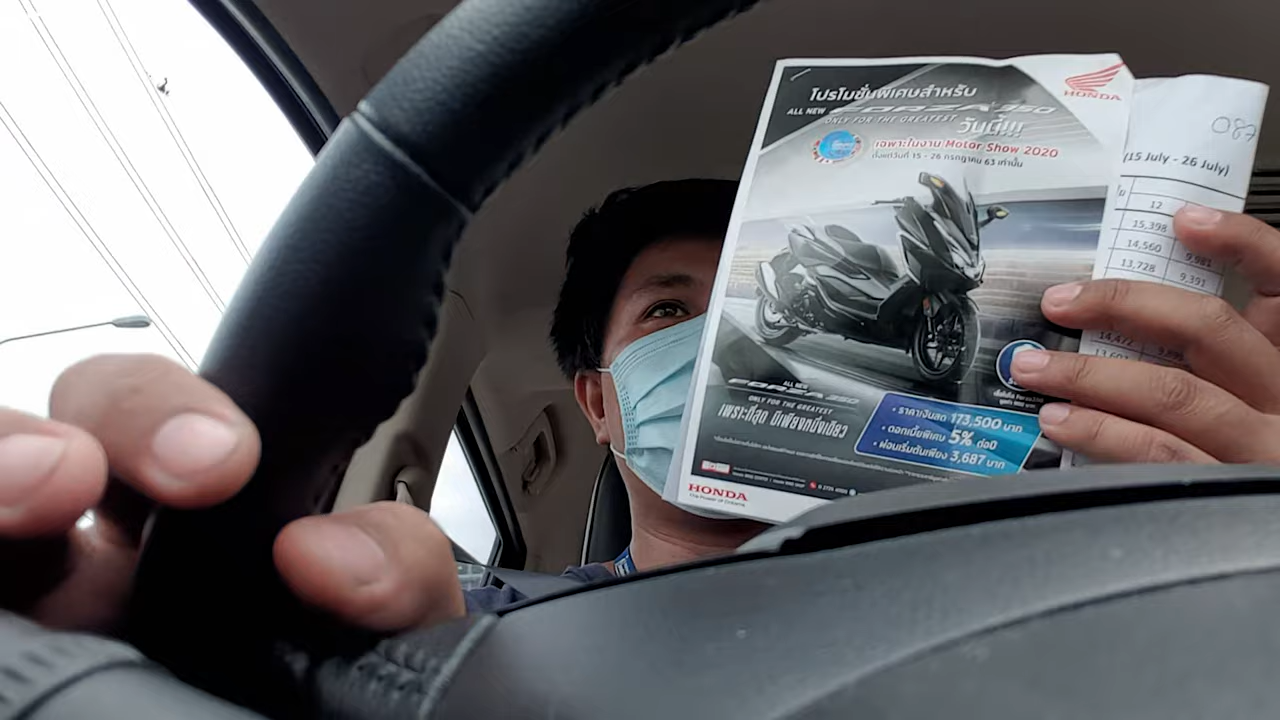 โปรโมชั่นพิเศษสำหรับ
ALL NEW FORZA 350
ONLY FOR THE GREATEST
วันนี้!!!
เฉพาะในงาน Motor Show 2020
ตั้งแต่วันที่ 15 - 26 กรกฎาคม 63 เท่านั้น
HONDA
ALL NEW
FORZA 350
ONLY FOR THE GREATEST
เพราะที่สุด มีเพียงหนึ่งเดียว
• ราคาเงินสด 173,500 บาท
• ดอกเบี้ยพิเศษ 5% ต่อปี
• ผ่อนเริ่มต้นเพียง 3,687 บาท
HONDA
The Power of Dreams
087
(15 July - 26 July)
12
15,398
14,560 9,981
13,728 9,391
14,472